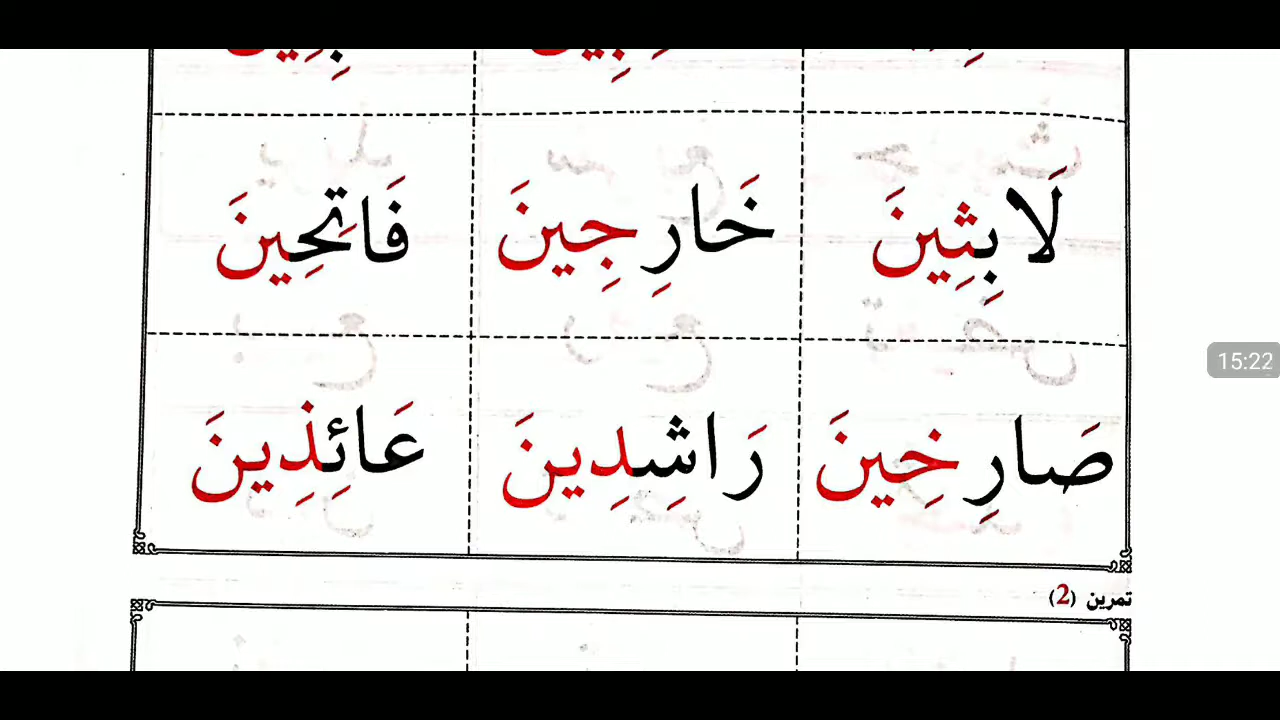 لَابِثِينَ خَارِجِينَ فَاتِحِينَ
صَارِخِينَ رَاشِدِينَ عَائِذِينَ
تمرين (2)
15:22